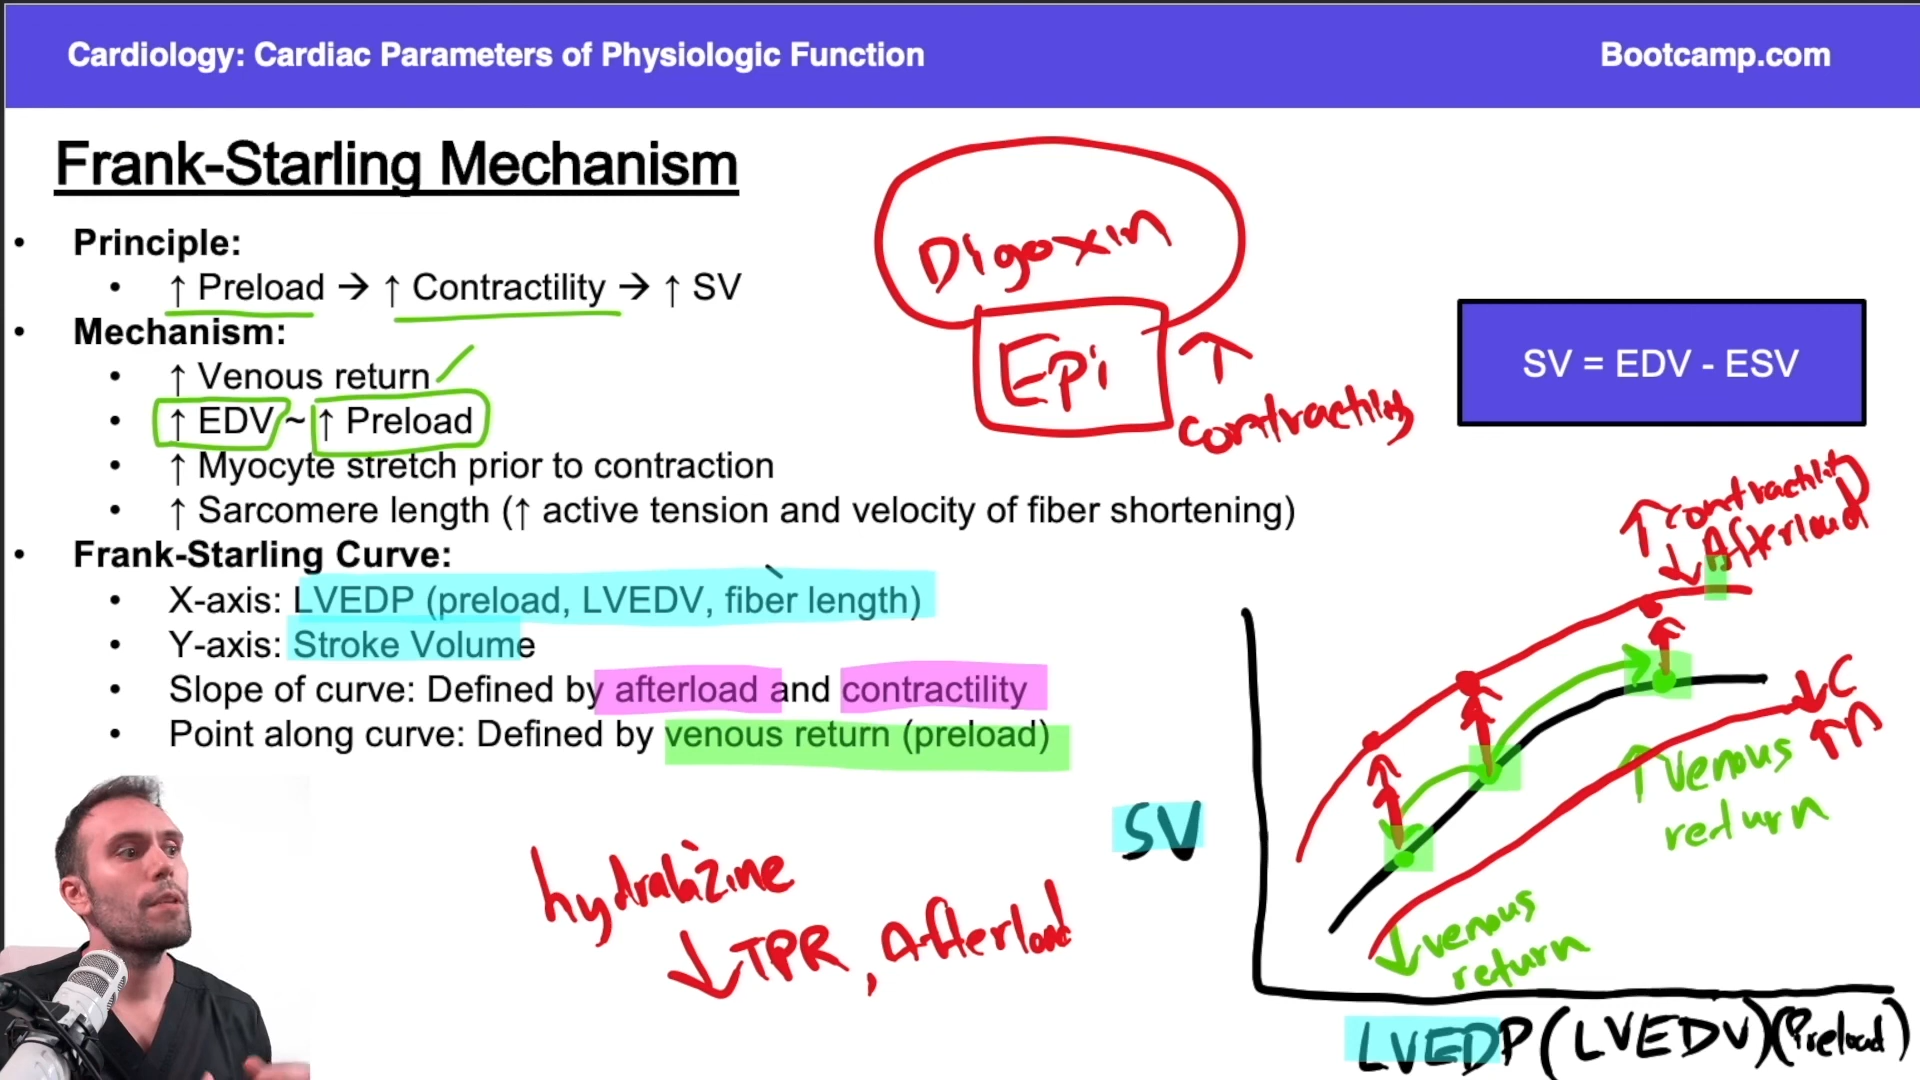 Cardiology: Cardiac Parameters of Physiologic Function
Bootcamp.com
Frank-Starling Mechanism
• Principle:
• ↑ Preload → ↑ Contractility → ↑ SV
• Mechanism:
• ↑ Venous return
• ↑ EDV ~ ↑ Preload
• ↑ Myocyte stretch prior to contraction
• ↑ Sarcomere length (↑ active tension and velocity of fiber shortening)
• Frank-Starling Curve:
• X-axis: LVEDP (preload, LVEDV, fiber length)
• Y-axis: Stroke Volume
• Slope of curve: Defined by afterload and contractility
• Point along curve: Defined by venous return (preload)
Digoxin
Epi ↑
contractility
SV = EDV - ESV
↑ contractility
↓ Afterload
↓ C
↑ A
↑ venous
return
SV
↓ venous
return
hydralazine
↓ TPR, Afterload
LVEDP (LVEDV) (Preload)